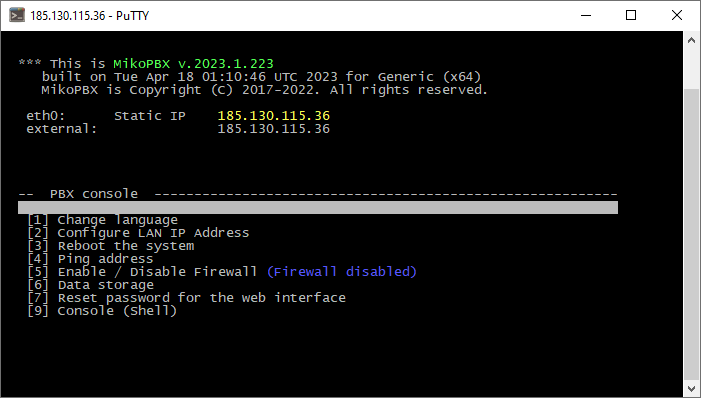 185.130.115.36 - PuTTY
*** This is MikoPBX v.2023.1.223
built on Tue Apr 18 01:10:46 UTC 2023 for Generic (x64)
MikoPBX is Copyright (C) 2017-2022. All rights reserved.
eth0: Static IP 185.130.115.36
external: 185.130.115.36
-- PBX console ----------------------------------------------------------
[1] Change language
[2] Configure LAN IP Address
[3] Reboot the system
[4] Ping address
[5] Enable / Disable Firewall (Firewall disabled)
[6] Data storage
[7] Reset password for the web interface
[9] Console (Shell)